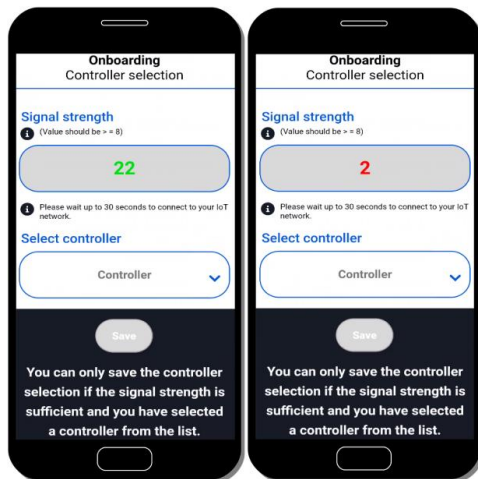 Onboarding
Controller selection
Signal strength
(Value should be > = 8)
22
Please wait up to 30 seconds to connect to your IoT
network.
Select controller
Controller
Save
You can only save the controller
selection if the signal strength is
sufficient and you have selected
a controller from the list.
Onboarding
Controller selection
Signal strength
(Value should be > = 8)
2
Please wait up to 30 seconds to connect to your IoT
network.
Select controller
Controller
Save
You can only save the controller
selection if the signal strength is
sufficient and you have selected
a controller from the list.